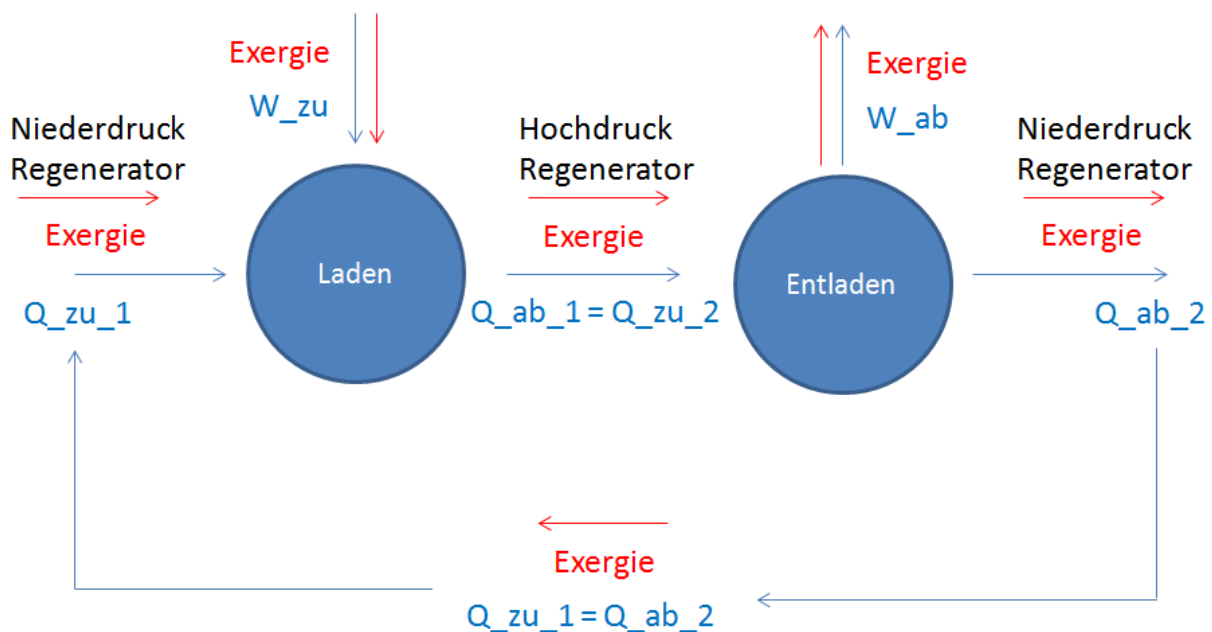 Exergie
W_zu
Exergie
W_ab
Niederdruck
Regenerator
Exergie
Q_zu_1
Laden
Hochdruck
Regenerator
Exergie
Q_ab_1 = Q_zu_2
Entladen
Niederdruck
Regenerator
Exergie
Q_ab_2
Exergie
Q_zu_1 = Q_ab_2